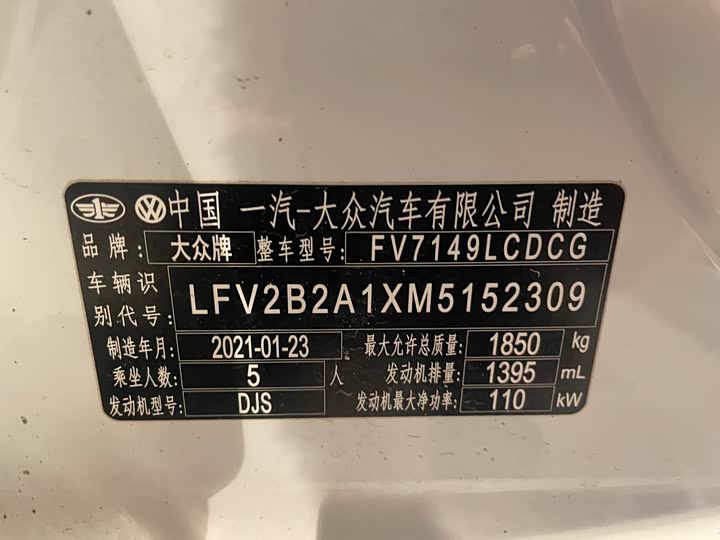 中国 一汽-大众汽车有限公司 制造
品牌: 大众牌 整车型号: FV7149LCDCG
车辆识别代号: LFV2B2A1XM5152309
制造年月: 2021-01-23 最大允许总质量: 1850 kg
乘坐人数: 5 人 发动机排量: 1395 mL
发动机型号: DJS 发动机最大净功率: 110 kW